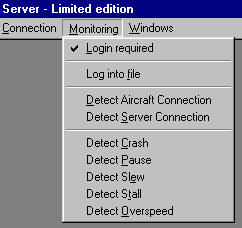 Server - Limited edition
Connection Monitoring Windows
Login required
Log into file
Detect Aircraft Connection
Detect Server Connection
Detect Crash
Detect Pause
Detect Slew
Detect Stall
Detect Overspeed